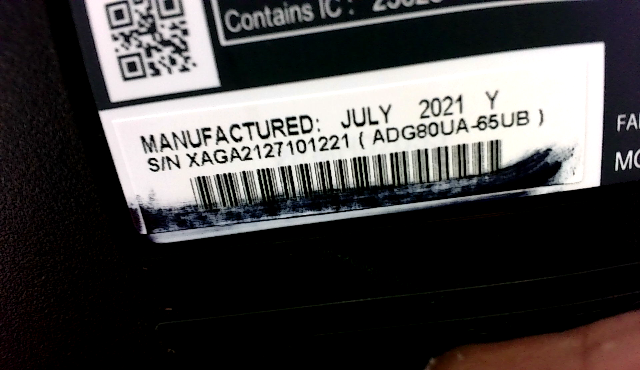 Contains IC :
MANUFACTURED: JULY 2021 Y
S/N XAGA2127101221 ( ADG80UA-65UB )